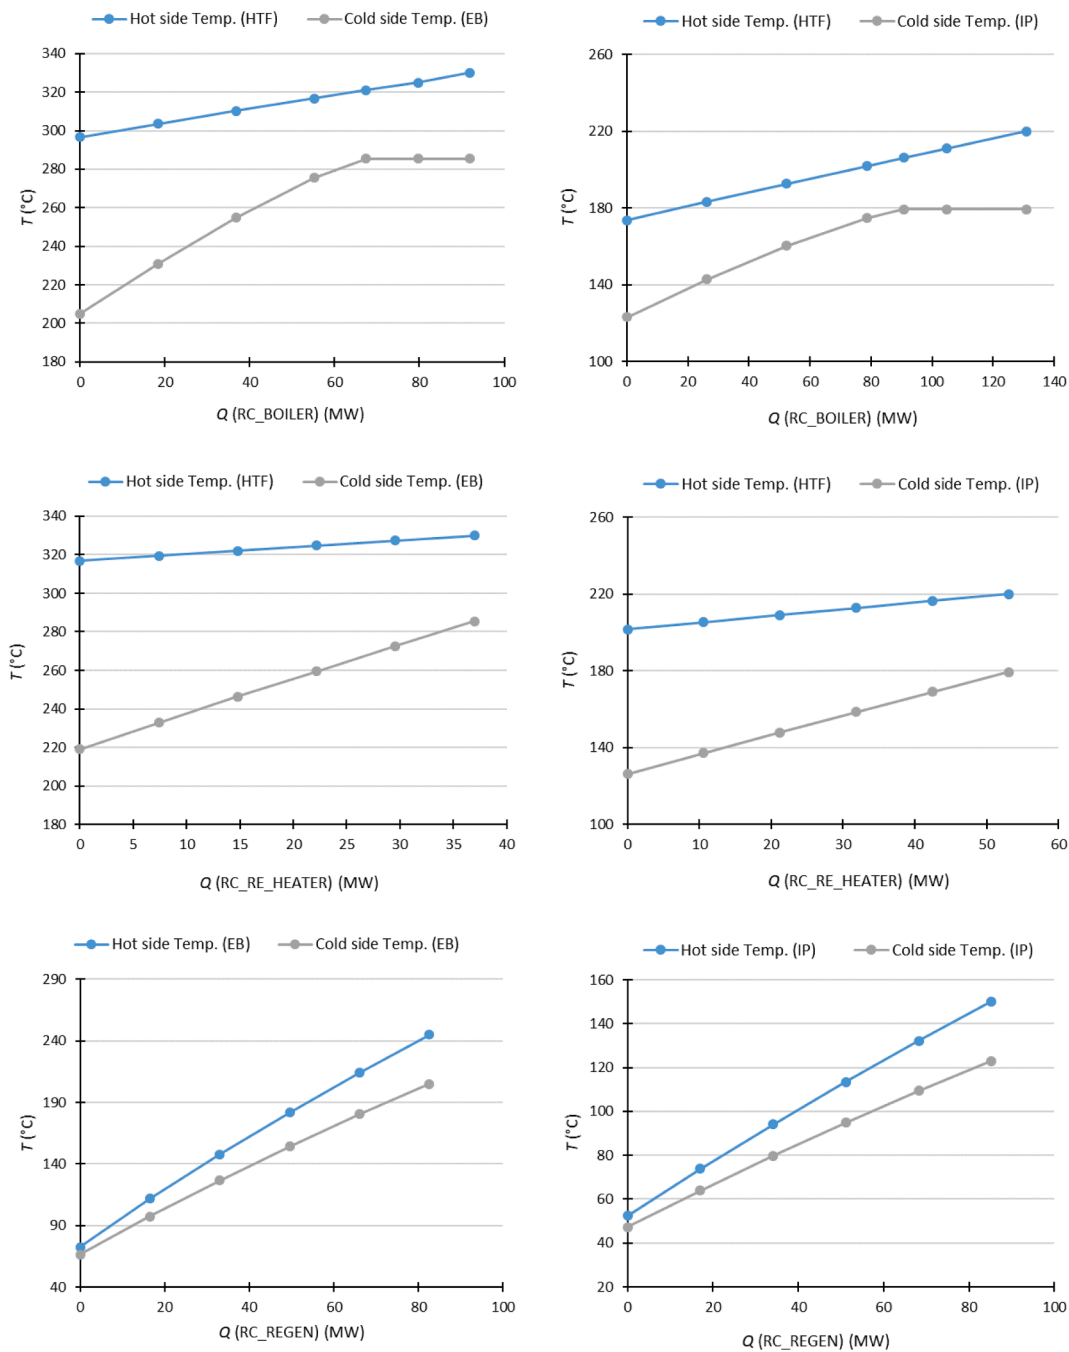 Hot side Temp. (HTF) Cold side Temp. (EB)
340
320
300
280
260
240
220
200
180
T (°C)
0 20 40 60 80 100
Q (RC_BOILER) (MW)
Hot side Temp. (HTF) Cold side Temp. (IP)
260
220
180
140
100
T (°C)
0 20 40 60 80 100 120 140
Q (RC_BOILER) (MW)
Hot side Temp. (HTF) Cold side Temp. (EB)
340
320
300
280
260
240
220
200
180
T (°C)
0 5 10 15 20 25 30 35 40
Q (RC_RE_HEATER) (MW)
Hot side Temp. (HTF) Cold side Temp. (IP)
260
220
180
140
100
T (°C)
0 10 20 30 40 50 60
Q (RC_RE_HEATER) (MW)
Hot side Temp. (EB) Cold side Temp. (EB)
290
240
190
140
90
40
T (°C)
0 20 40 60 80 100
Q (RC_REGEN) (MW)
Hot side Temp. (IP) Cold side Temp. (IP)
160
140
120
100
80
60
40
20
T (°C)
0 20 40 60 80 100
Q (RC_REGEN) (MW)